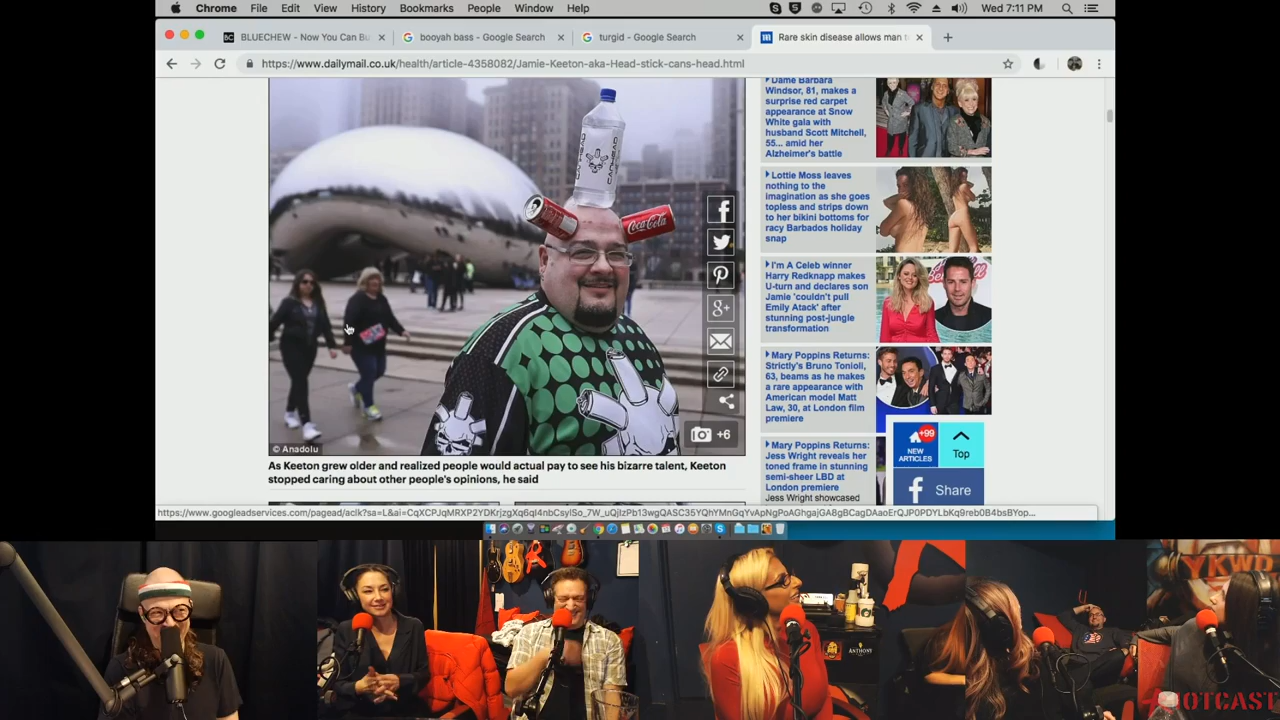 Chrome File Edit View History Bookmarks People Window Help
Wed 7:11 PM
BLUECHEW - Now You Can Bu
booyah bass - Google Search
turgid - Google Search
Rare skin disease allows man t
https://www.dailymail.co.uk/health/article-4358082/Jamie-Keeton-aka-Head-stick-cans-head.html
Coca-Cola
+6
© Anadolu
As Keeton grew older and realized people would actual pay to see his bizarre talent, Keeton
stopped caring about other people's opinions, he said
Dame Barbara
Windsor, 81, makes a
surprise red carpet
appearance at Snow
White gala with
husband Scott Mitchell,
55... amid her
Alzheimer's battle
Lottie Moss leaves
nothing to the
imagination as she goes
topless and strips down
to her bikini bottoms for
racy Barbados holiday
snap
I'm A Celeb winner
Harry Redknapp makes
U-turn and declares son
Jamie 'couldn't pull
Emily Atack' after
stunning post-jungle
transformation
Mary Poppins Returns:
Strictly's Bruno Tonioli,
63, beams as he makes
a rare appearance with
American model Matt
Law, 30, at London film
premiere
Mary Poppins Returns:
Jess Wright reveals her
toned frame in stunning
semi-sheer LBD at
London premiere
Jess Wright showcased
+99
NEW
ARTICLES
Top
Share
YKWD
ANTHONY
OTCAST